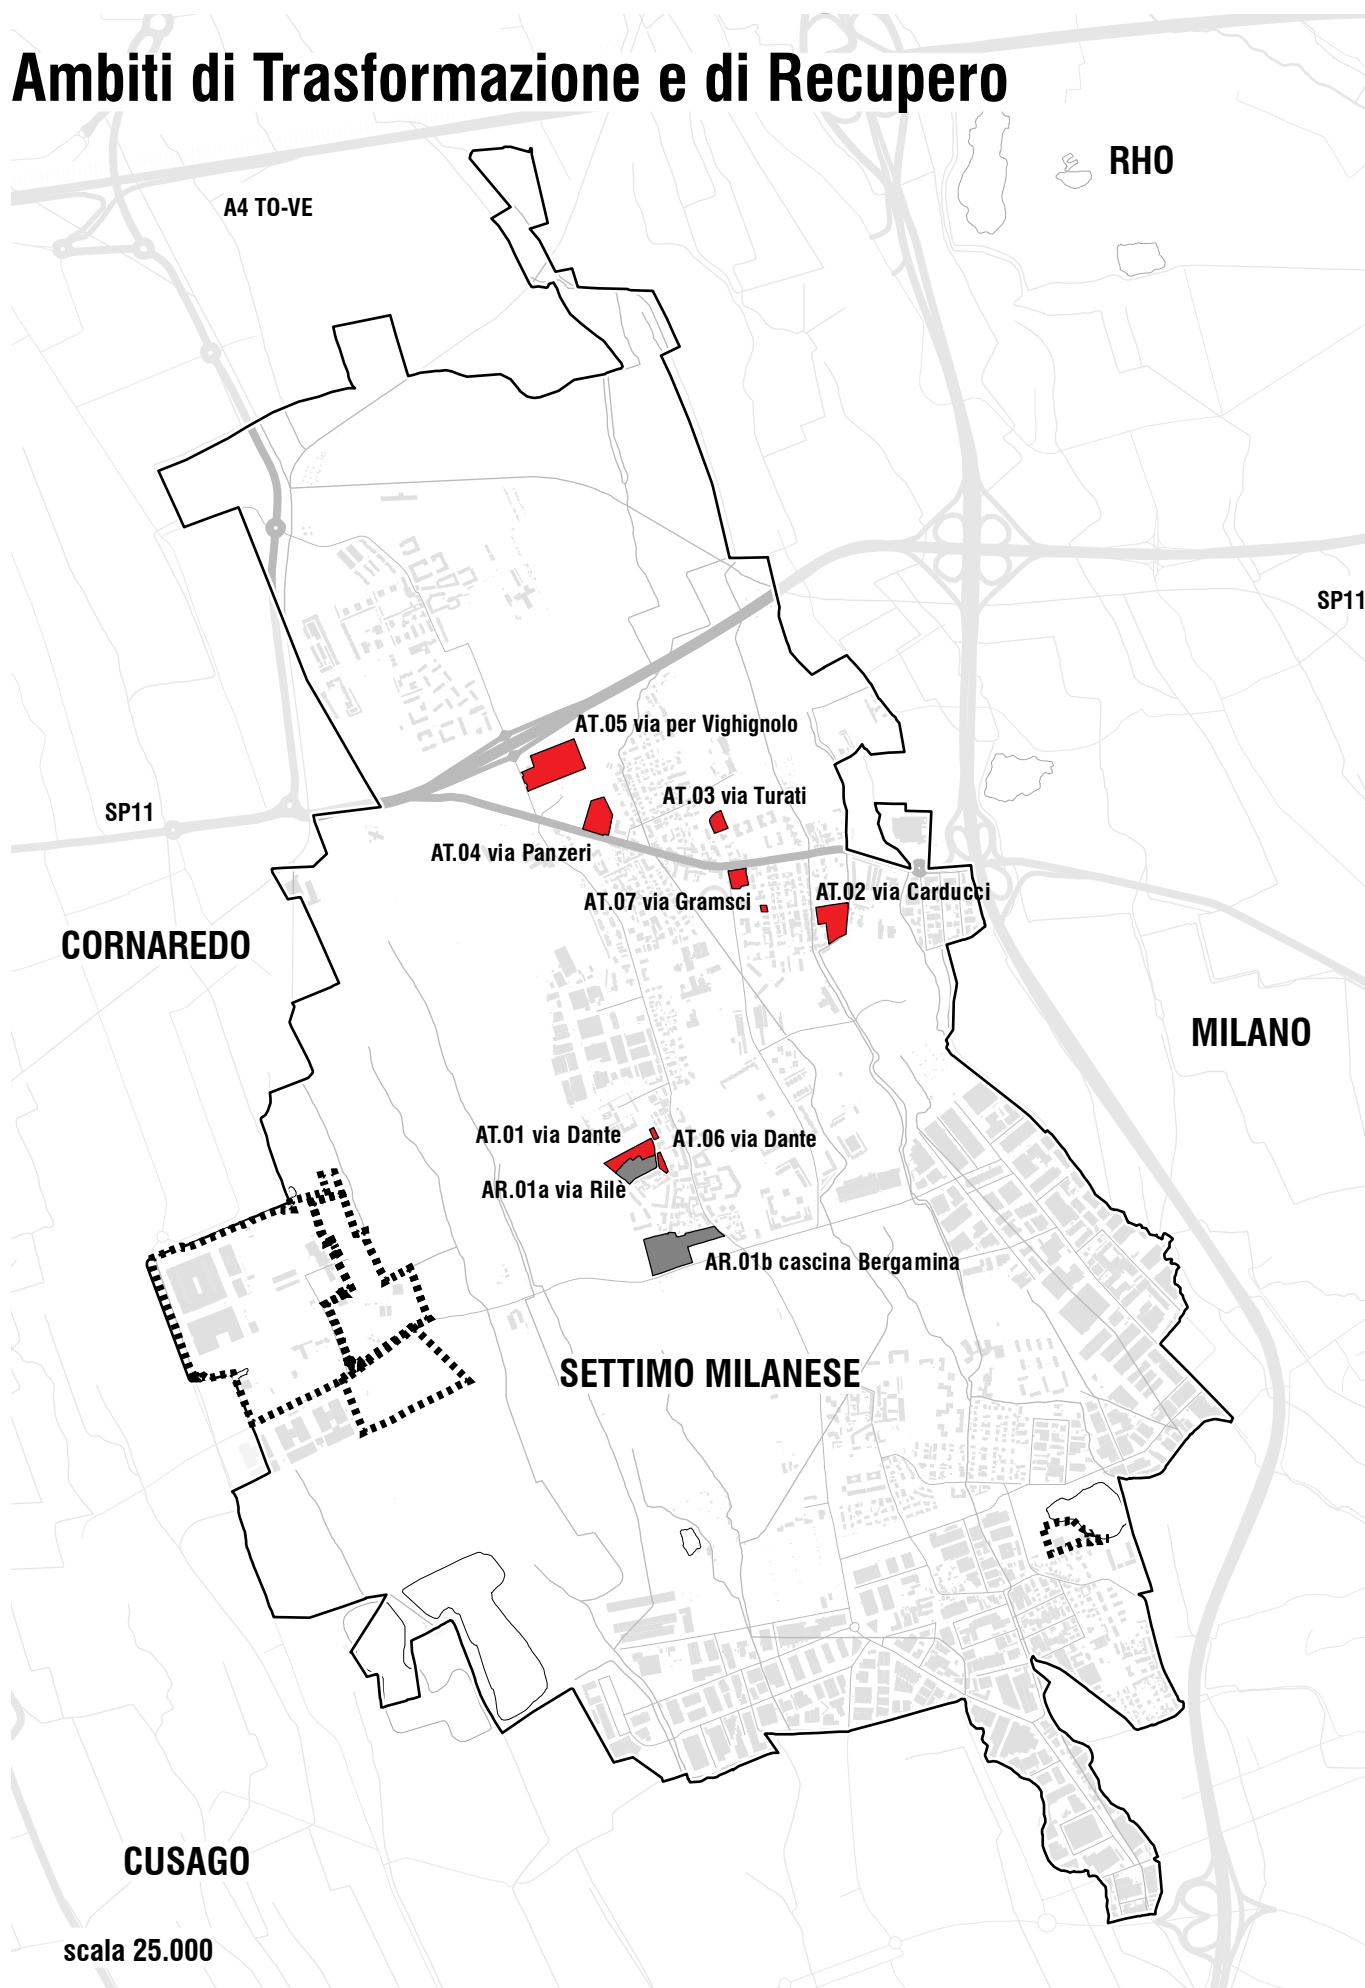 Ambiti di Trasformazione e di Recupero
RHO
A4 TO-VE
SP11
AT.05 via per Vighignolo
AT.03 via Turati
SP11
AT.04 via Panzeri
AT.02 via Carducci
AT.07 via Gramsci
CORNAREDO
MILANO
AT.01 via Dante
AT.06 via Dante
AR.01a via Rilè
AR.01b cascina Bergamina
SETTIMO MILANESE
CUSAGO
scala 25.000